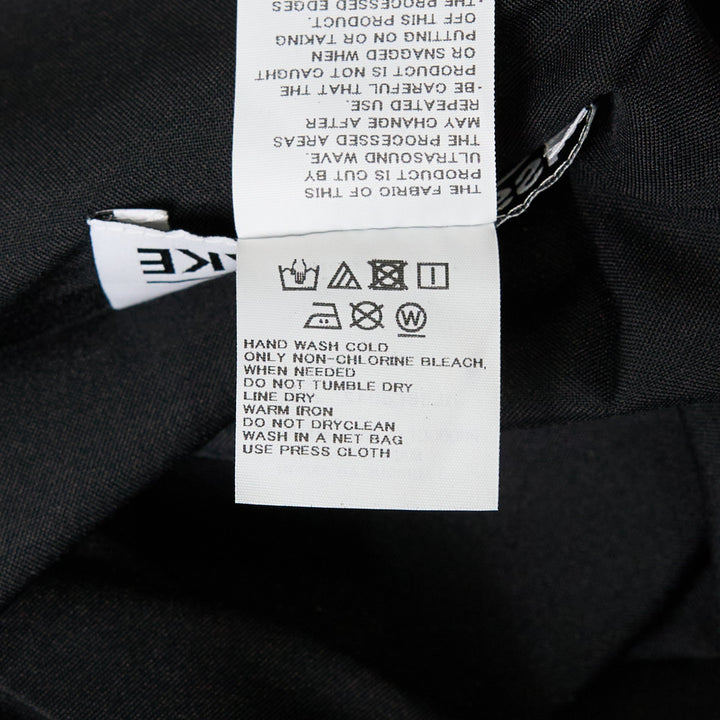 THE FABRIC OF THIS
PRODUCT IS CUT BY
ULTRASOUND WAVE.
THE PROCESSED AREAS
MAY CHANGE AFTER
REPEATED USE.
·BE CAREFUL THAT THE
PRODUCT IS NOT CAUGHT
OR SNAGGED WHEN
PUTTING ON OR TAKING
OFF THIS PRODUCT.
·THE PROCESSED EDGES
KE
W
HAND WASH COLD
ONLY NON-CHLORINE BLEACH,
WHEN NEEDED
DO NOT TUMBLE DRY
LINE DRY
WARM IRON
DO NOT DRYCLEAN
WASH IN A NET BAG
USE PRESS CLOTH